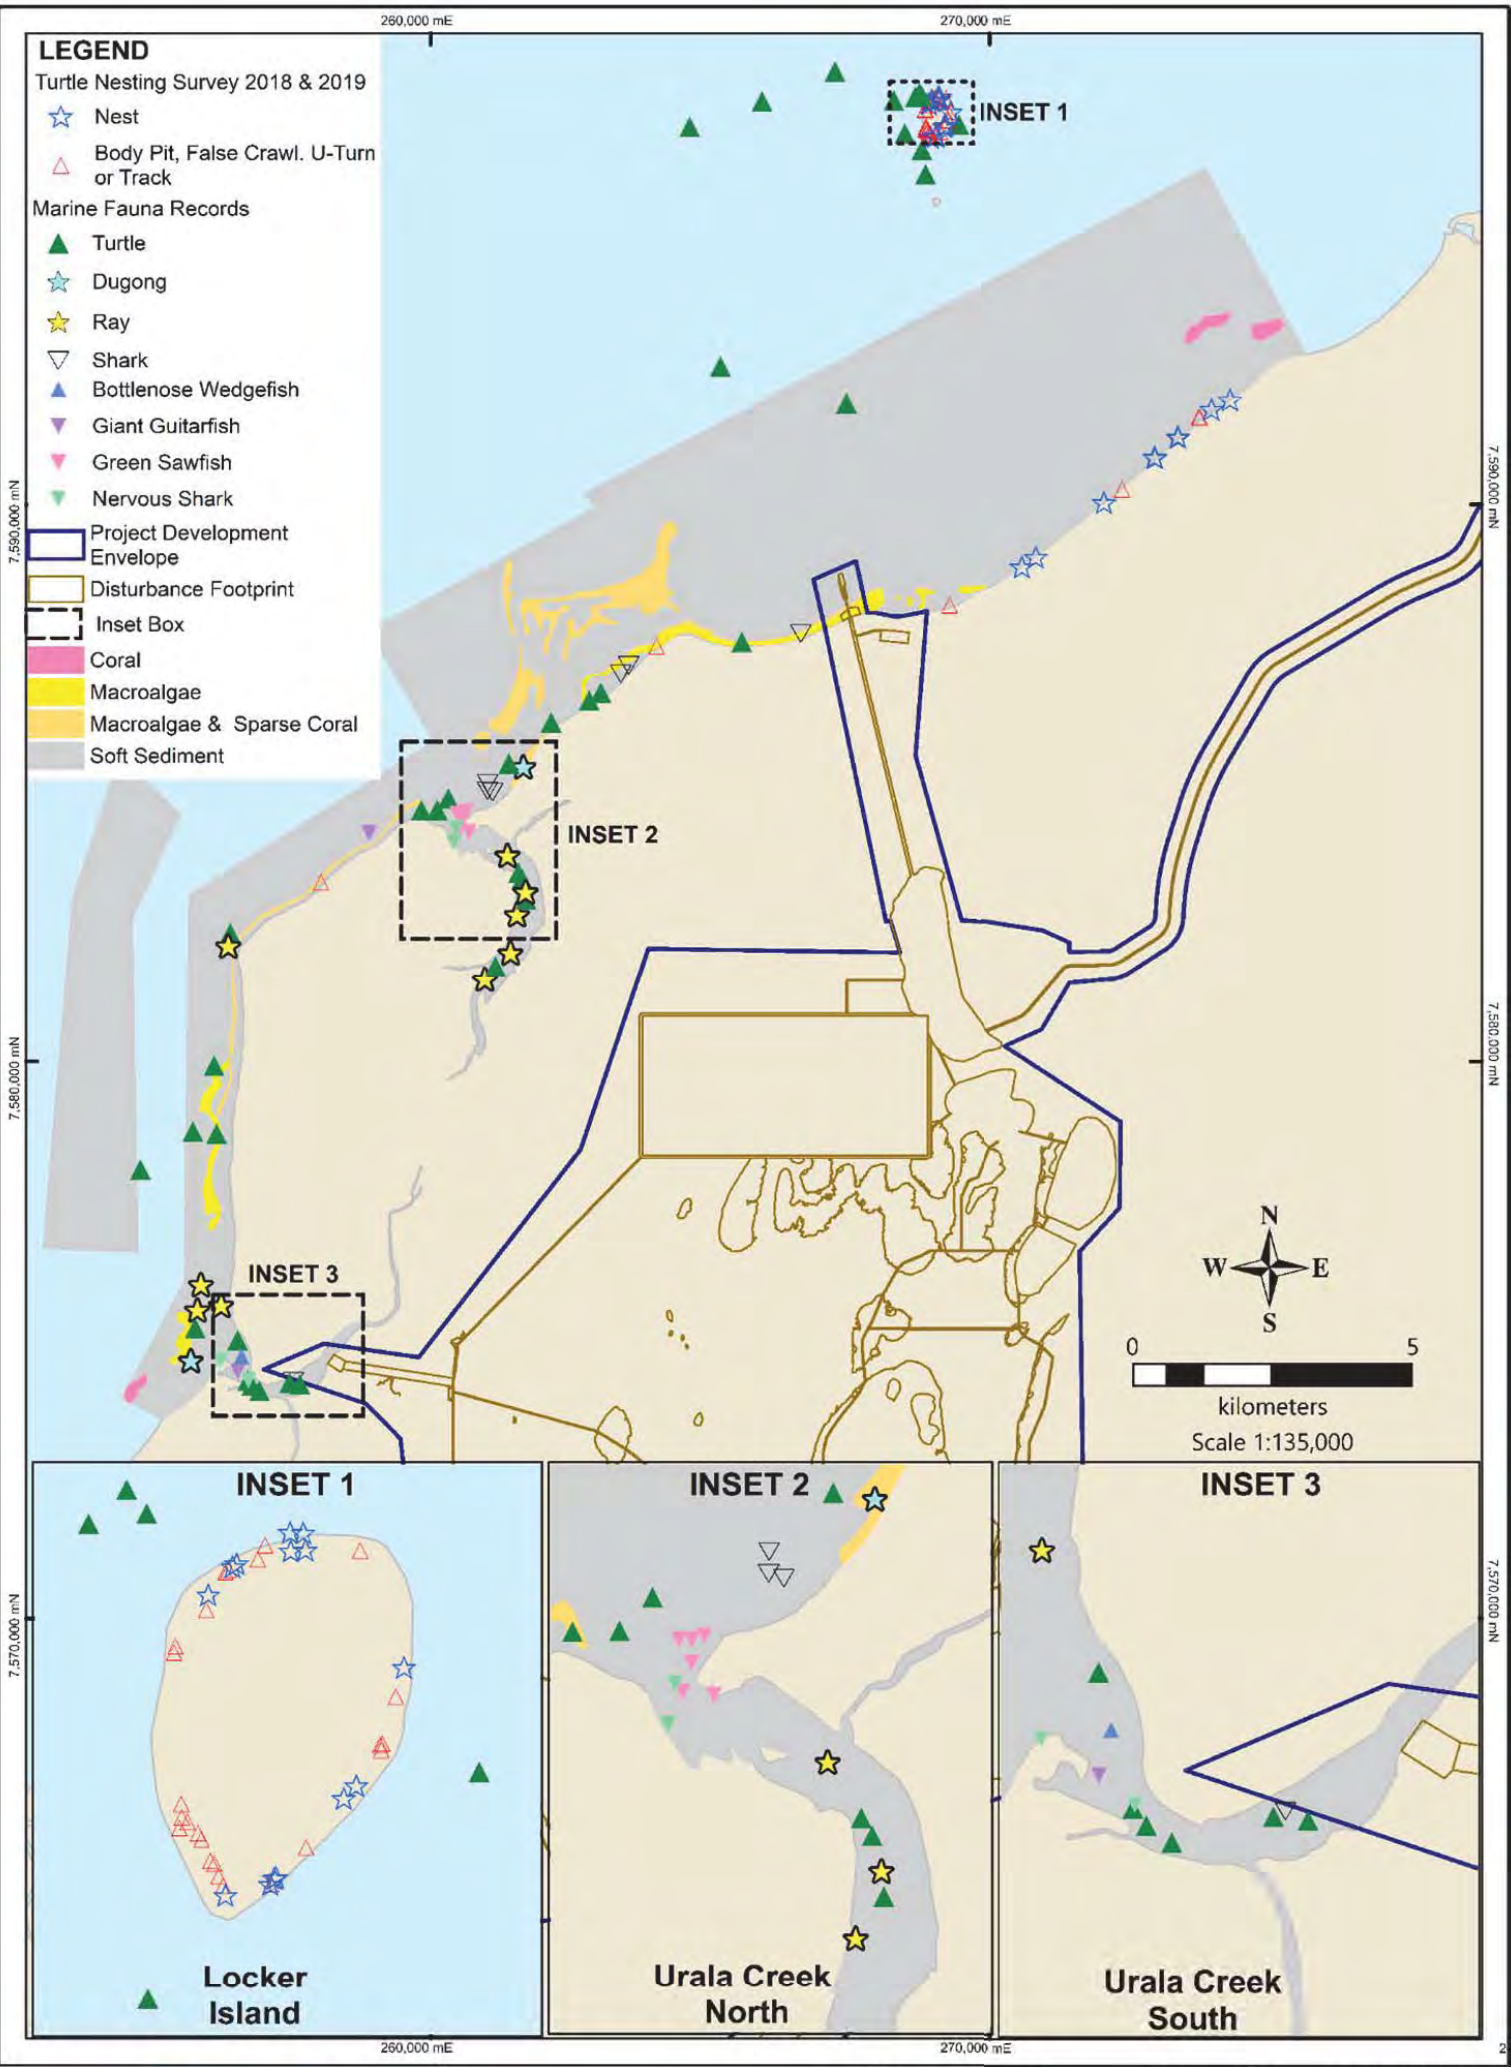 260,000 mE
270,000 mE
LEGEND
Turtle Nesting Survey 2018 & 2019
Nest
Body Pit, False Crawl. U-Turn
or Track
Marine Fauna Records
Turtle
Dugong
Ray
Shark
Bottlenose Wedgefish
Giant Guitarfish
Green Sawfish
Nervous Shark
Project Development
Envelope
Disturbance Footprint
Inset Box
Coral
Macroalgae
Macroalgae & Sparse Coral
Soft Sediment
INSET 1
INSET 2
INSET 3
7,590,000 mN
7,590,000 mN
7,580,000 mN
7,580,000 mN
7,570,000 mN
7,570,000 mN
N
W
E
S
0
5
kilometers
Scale 1:135,000
INSET 1
Locker
Island
INSET 2
Urala Creek
North
INSET 3
Urala Creek
South
260,000 mE
270,000 mE
2